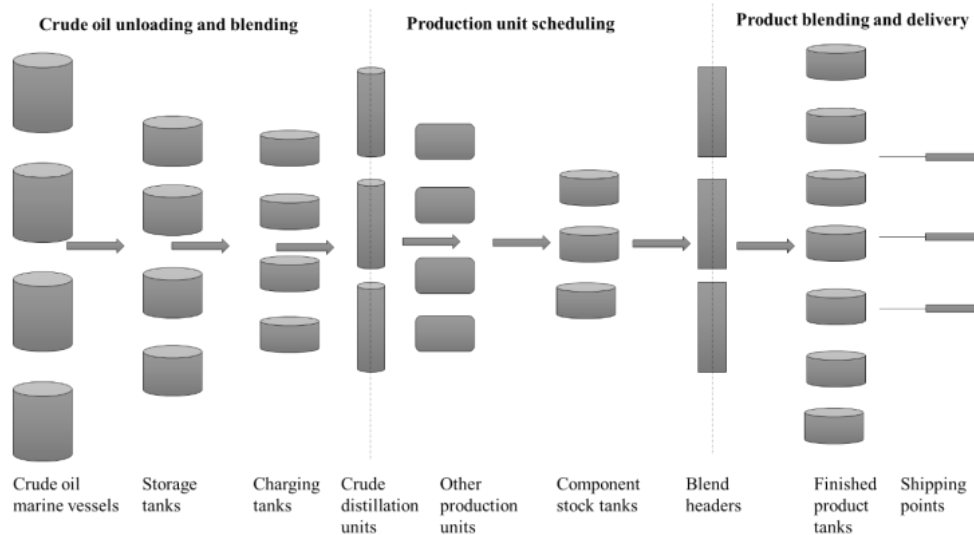 Crude oil unloading and blending
Production unit scheduling
Product blending and delivery
Crude oil
marine vessels
Storage
tanks
Charging
tanks
Crude
distillation
units
Other
production
units
Component
stock tanks
Blend
headers
Finished
product
tanks
Shipping
points